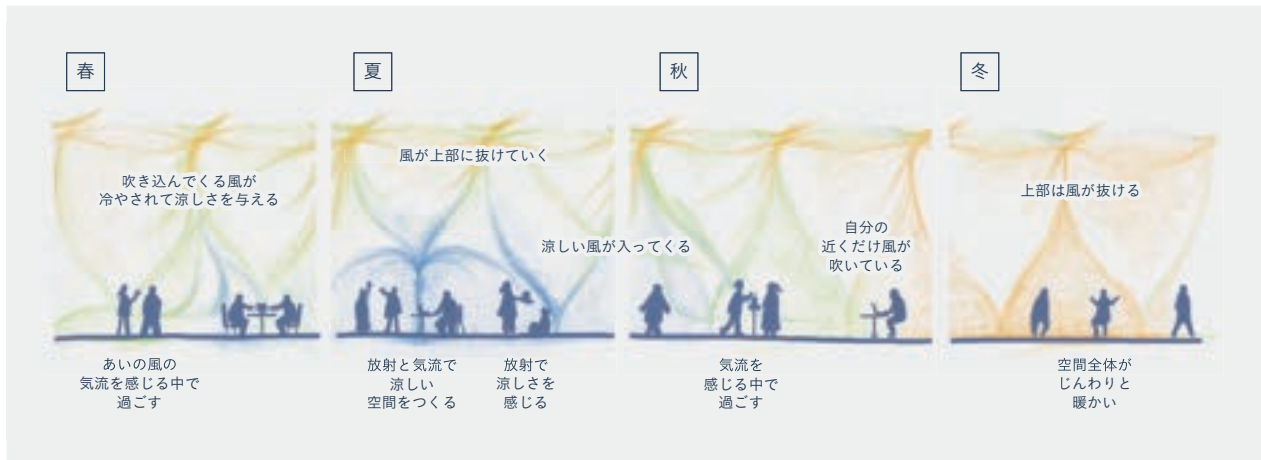 春
吹き込んでくる風が
冷やされて涼しさを与える
あいの風の
気流を感じる中で
過ごす
夏
風が上部に抜けていく
涼しい風が入ってくる
放射と気流で
涼しい
空間をつくる
放射で
涼しさを
感じる
秋
自分の
近くだけ風が
吹いている
気流を
感じる中で
過ごす
冬
上部は風が抜ける
空間全体が
じんわりと
暖かい